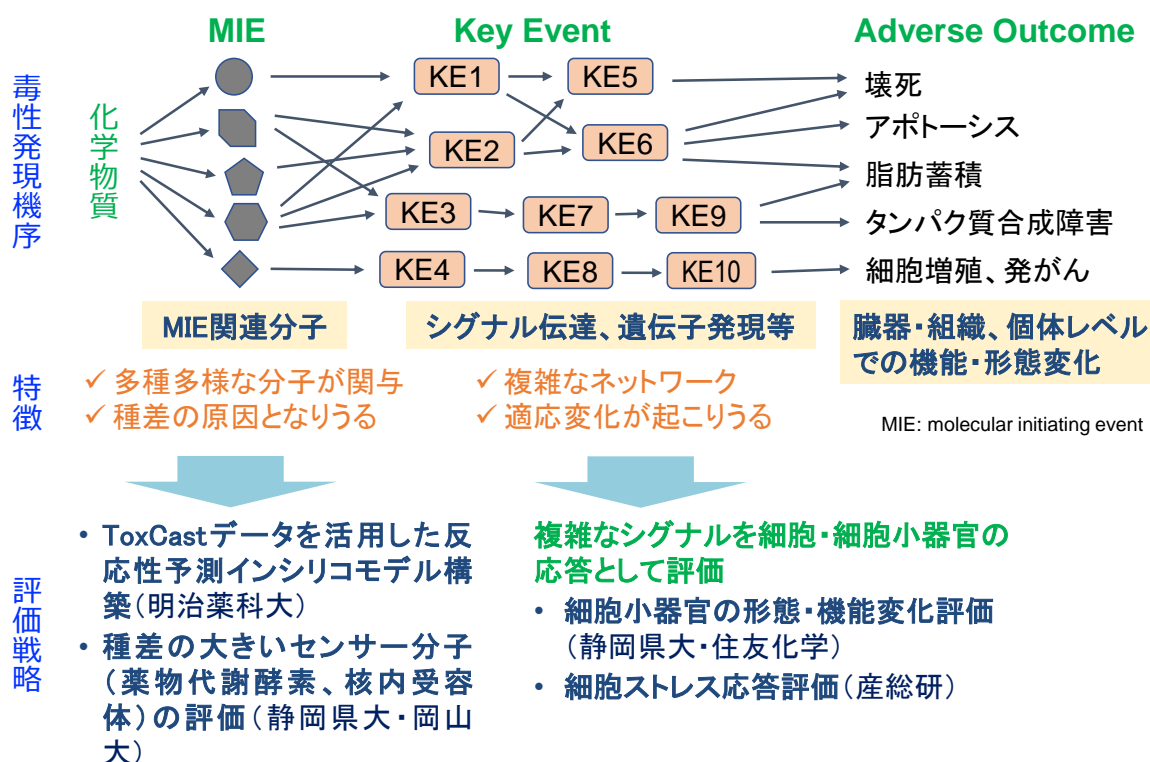 MIE
Key Event
Adverse Outcome
毒性発現機序
化学物質
KE1
KE5
KE2
KE6
KE3
KE7
KE9
KE4
KE8
KE10
壊死
アポトーシス
脂肪蓄積
タンパク質合成障害
細胞増殖、発がん
MIE関連分子
シグナル伝達、遺伝子発現等
臓器・組織、個体レベル
での機能・形態変化
特徴
✓ 多種多様な分子が関与
✓ 種差の原因となりうる
✓ 複雑なネットワーク
✓ 適応変化が起こりうる
MIE: molecular initiating event
評価戦略
• ToxCastデータを活用した反
応性予測インシリコモデル構
築(明治薬科大)
• 種差の大きいセンサー分子
(薬物代謝酵素、核内受容
体)の評価(静岡県大・岡山
大)
複雑なシグナルを細胞・細胞小器官の
応答として評価
• 細胞小器官の形態・機能変化評価
(静岡県大・住友化学)
• 細胞ストレス応答評価(産総研)